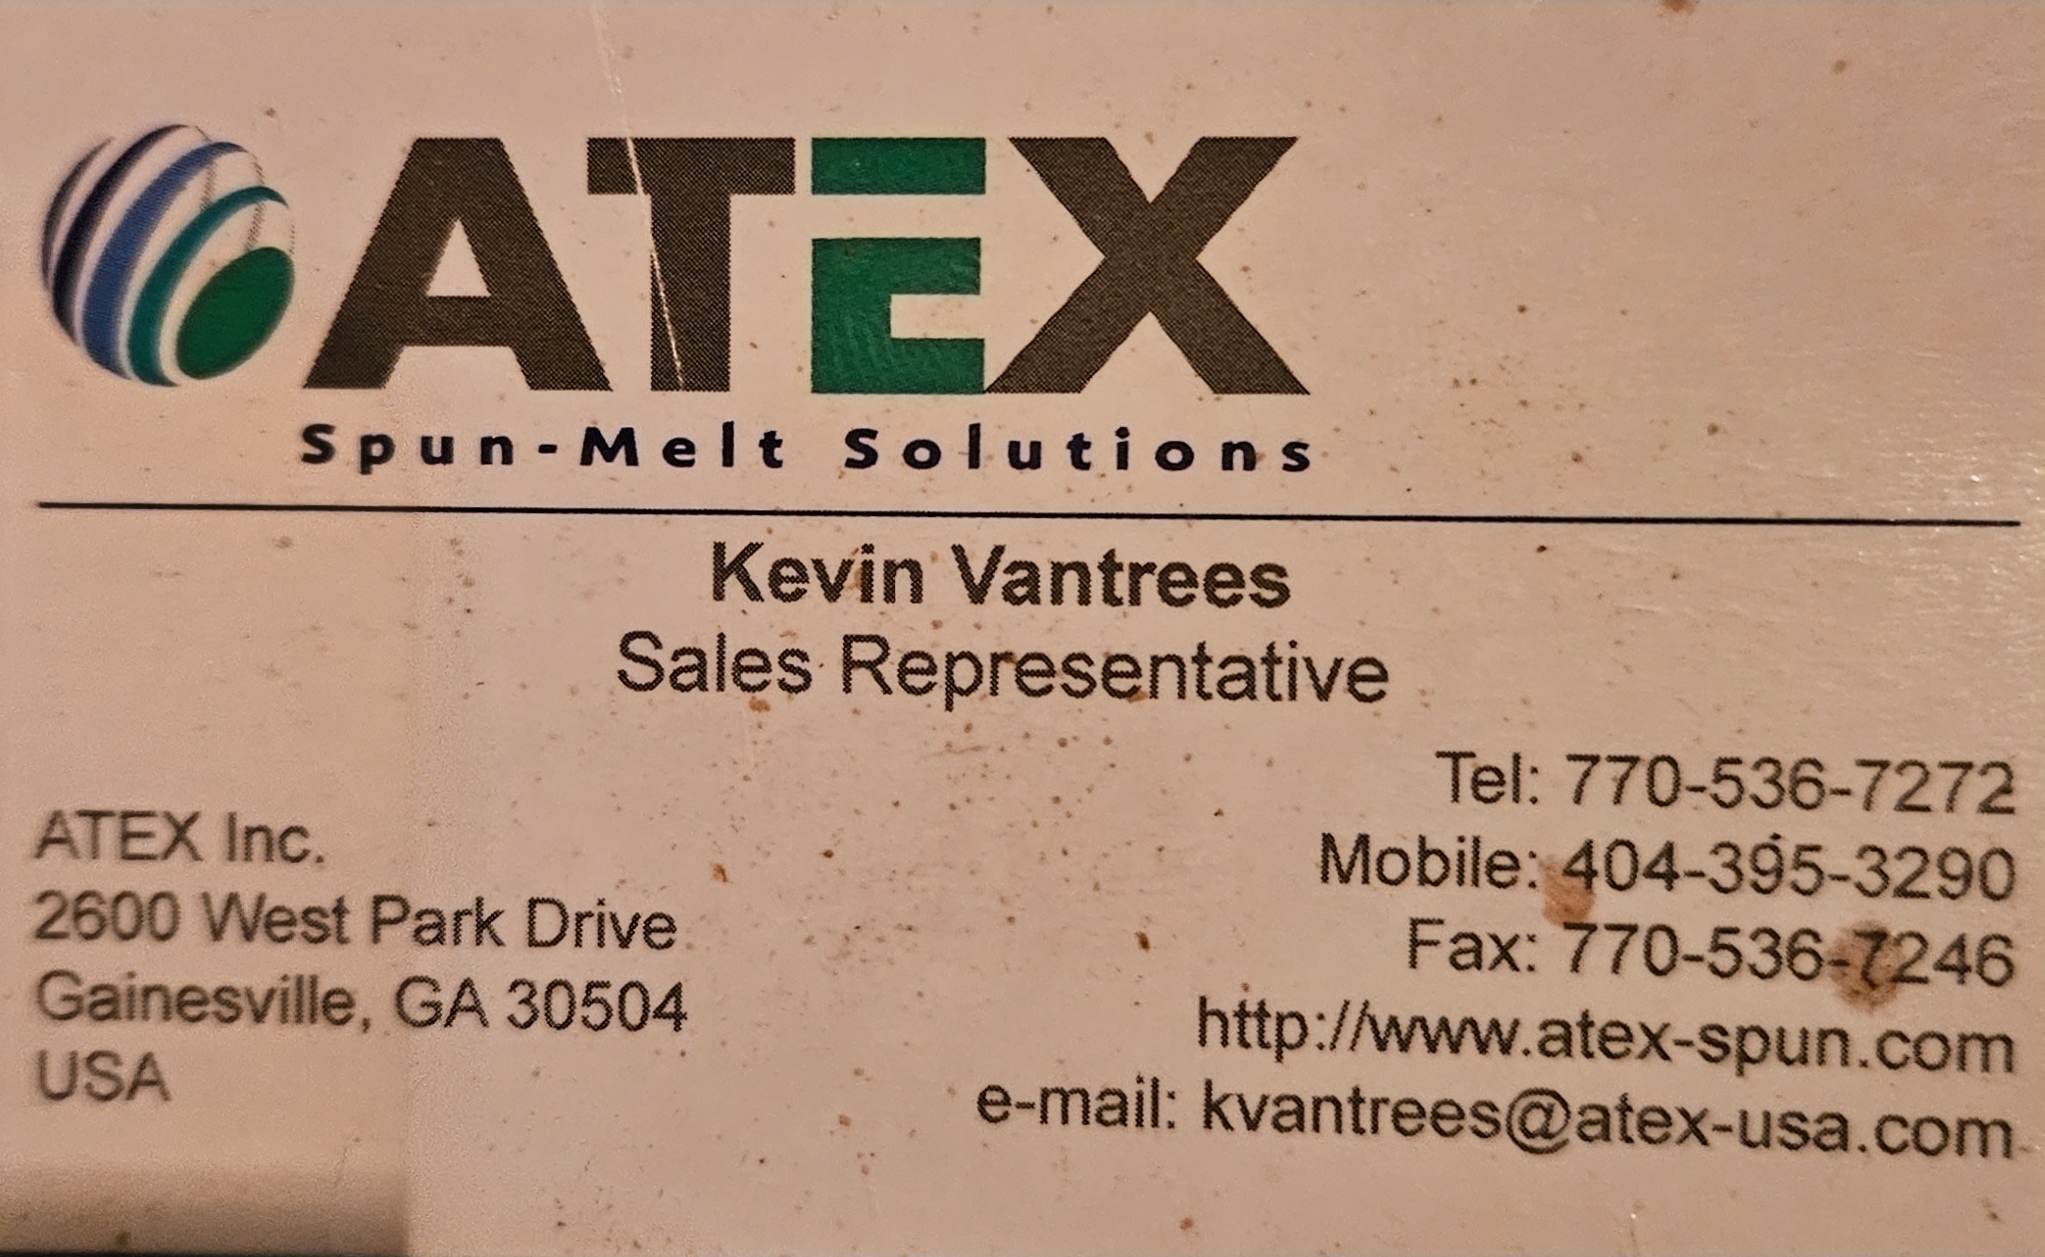 ATEX
Spun-Melt Solutions
Kevin Vantrees
Sales Representative
ATEX Inc.
2600 West Park Drive
Gainesville, GA 30504
USA
Tel: 770-536-7272
Mobile: 404-395-3290
Fax: 770-536-7246
http://www.atex-spun.com
e-mail: kvantrees@atex-usa.com